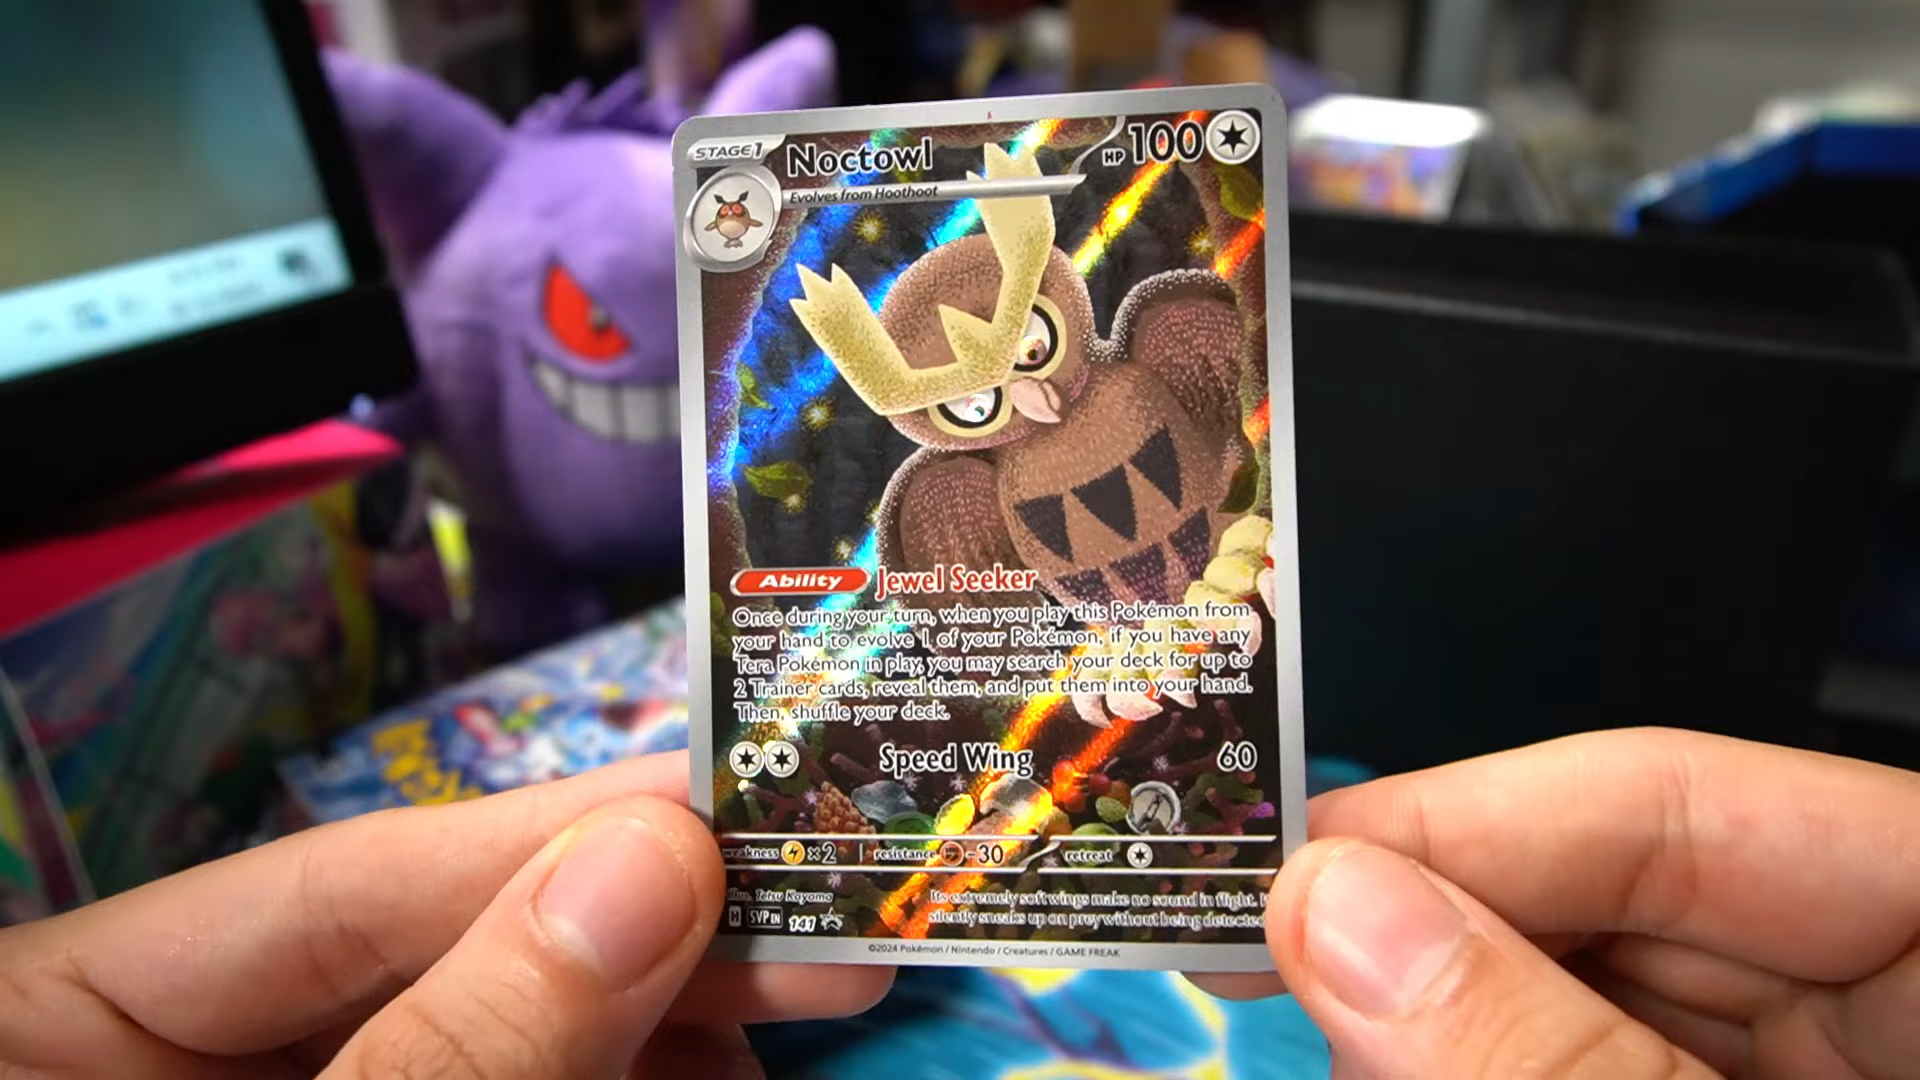 STAGE1 Noctowl HP 100
Evolves from Hoothoot
Ability Jewel Seeker
Once during your turn, when you play this Pokémon from
your hand to evolve 1 of your Pokémon, if you have any
Tera Pokémon in play, you may search your deck for up to
2 Trainer cards, reveal them, and put them into your hand.
Then, shuffle your deck.
Speed Wing 60
weakness ×2 resistance -30 retreat
Illus. Tetsu Kayama
Its extremely soft wings make no sound in flight. It
silently sneaks up on prey without being detected
H SVP EN 141
©2024 Pokémon / Nintendo / Creatures / GAME FREAK